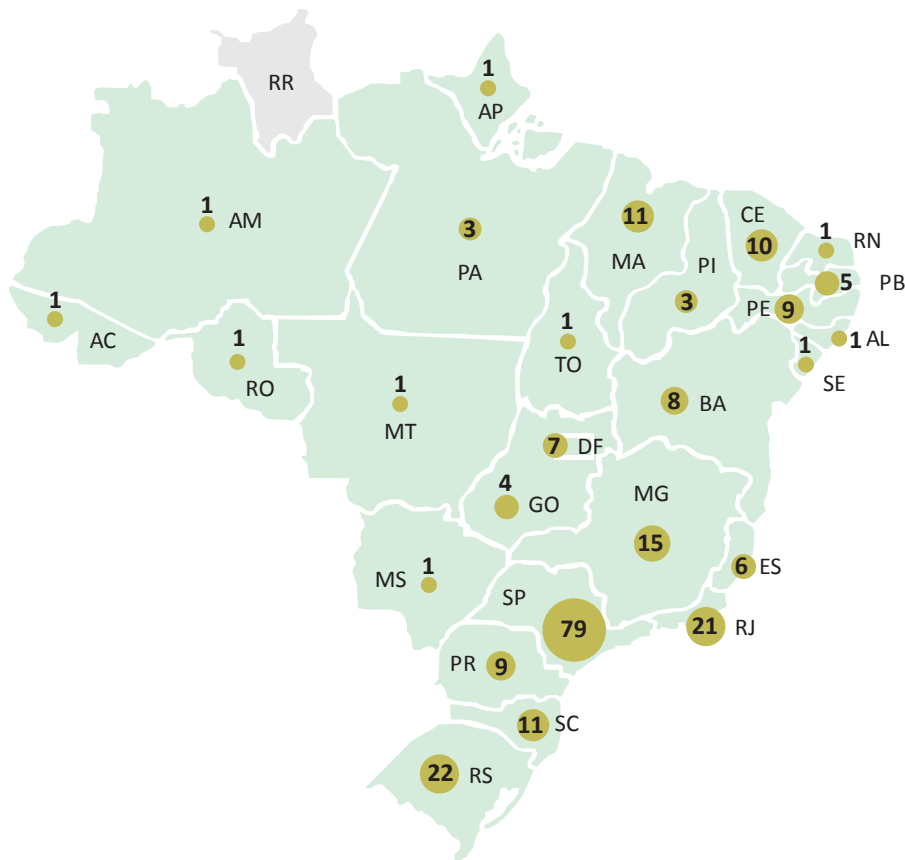 RR
1
AP
1
AM
3
PA
11
MA
PI
3
CE
10
1
RN
5
PB
PE
9
1
AL
1
SE
1
AC
1
RO
1
MT
1
TO
8
BA
7
DF
4
GO
MG
15
6
ES
1
MS
SP
79
21
RJ
PR
9
11
SC
22
RS